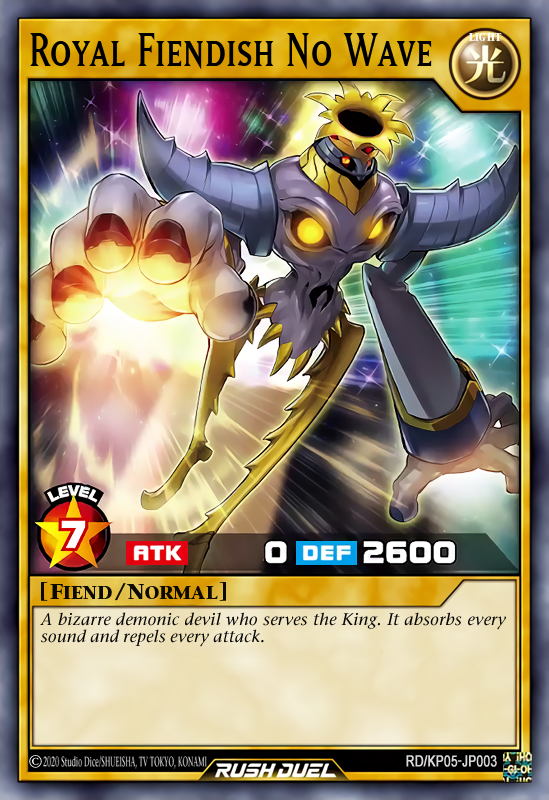 ROYAL FIENDISH NO WAVE
LIGHT
光
LEVEL
7
ATK 0 DEF 2600
[FIEND/NORMAL]
A bizarre demonic devil who serves the King. It absorbs every
sound and repels every attack.
©2020 Studio Dice/SHUEISHA, TV TOKYO, KONAMI
RUSH DUEL
RD/KP05-JP003